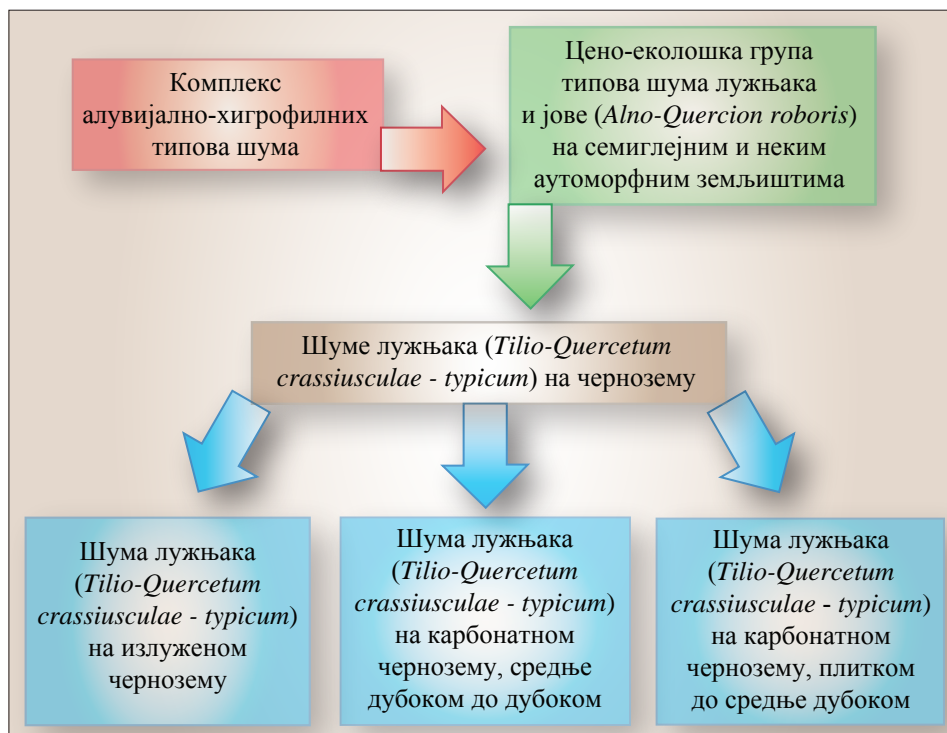 Комплекс
алувијално-хигрофилних
типова шума
Цено-еколошка група
типова шума лужњака
и јове (Alno-Quercion roboris)
на семиглејним и неким
аутоморфним земљиштима
Шуме лужњака (Tilio-Quercetum
crassiusculae - typicum) на чернозему
Шума лужњака
(Tilio-Quercetum
crassiusculae - typicum)
на излуженом
чернозему
Шума лужњака
(Tilio-Quercetum
crassiusculae - typicum)
на карбонатном
чернозему, средње
дубоком до дубоком
Шума лужњака
(Tilio-Quercetum
crassiusculae - typicum)
на карбонатном
чернозему, плитком
до средње дубоком